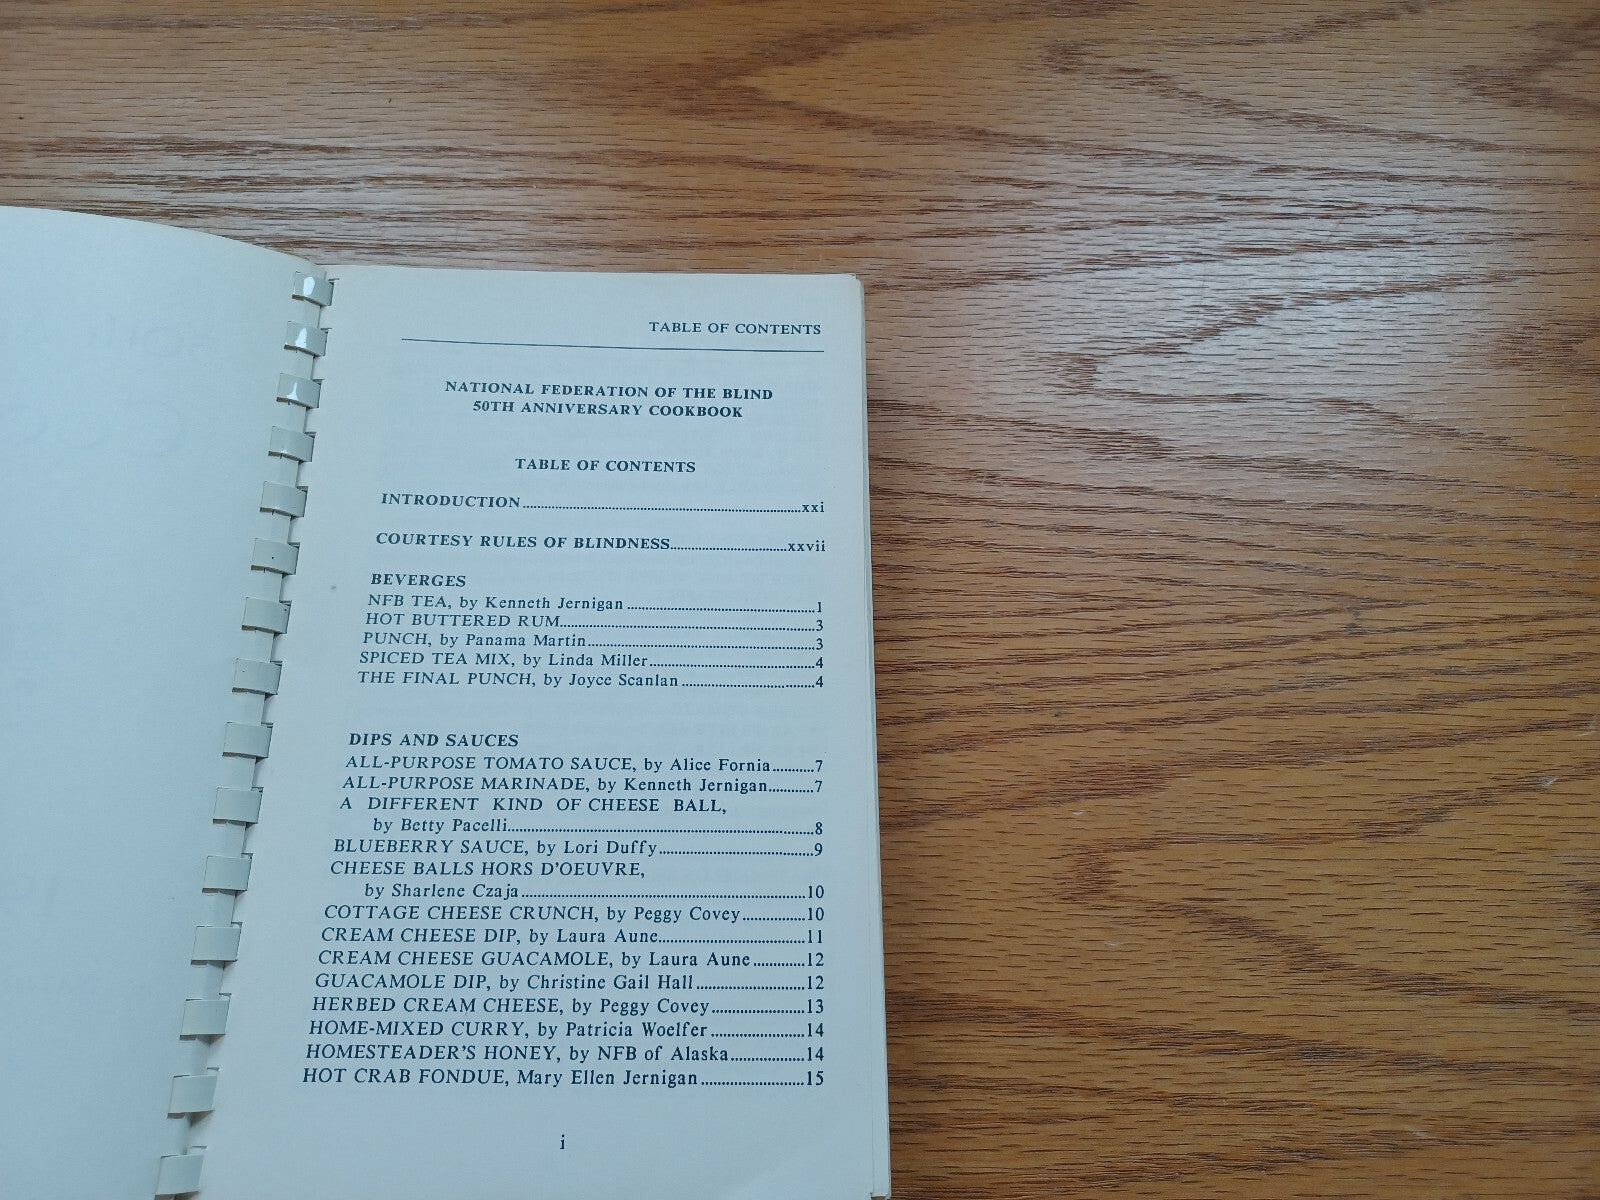 TABLE OF CONTENTS
NATIONAL FEDERATION OF THE BLIND
50TH ANNIVERSARY COOKBOOK
TABLE OF CONTENTS
INTRODUCTION..........xxi
COURTESY RULES OF BLINDNESS..........xxvii
BEVERGES
NFB TEA, by Kenneth Jernigan..........1
HOT BUTTERED RUM..........3
PUNCH, by Panama Martin..........3
SPICED TEA MIX, by Linda Miller..........4
THE FINAL PUNCH, by Joyce Scanlan..........4
DIPS AND SAUCES
ALL-PURPOSE TOMATO SAUCE, by Alice Fornia..........7
ALL-PURPOSE MARINADE, by Kenneth Jernigan..........7
A DIFFERENT KIND OF CHEESE BALL,
by Betty Pacelli..........8
BLUEBERRY SAUCE, by Lori Duffy..........9
CHEESE BALLS HORS D'OEUVRE,
by Sharlene Czaja..........10
COTTAGE CHEESE CRUNCH, by Peggy Covey..........10
CREAM CHEESE DIP, by Laura Aune..........11
CREAM CHEESE GUACAMOLE, by Laura Aune..........12
GUACAMOLE DIP, by Christine Gail Hall..........12
HERBED CREAM CHEESE, by Peggy Covey..........13
HOME-MIXED CURRY, by Patricia Woelfer..........14
HOMESTEADER'S HONEY, by NFB of Alaska..........14
HOT CRAB FONDUE, Mary Ellen Jernigan..........15
i